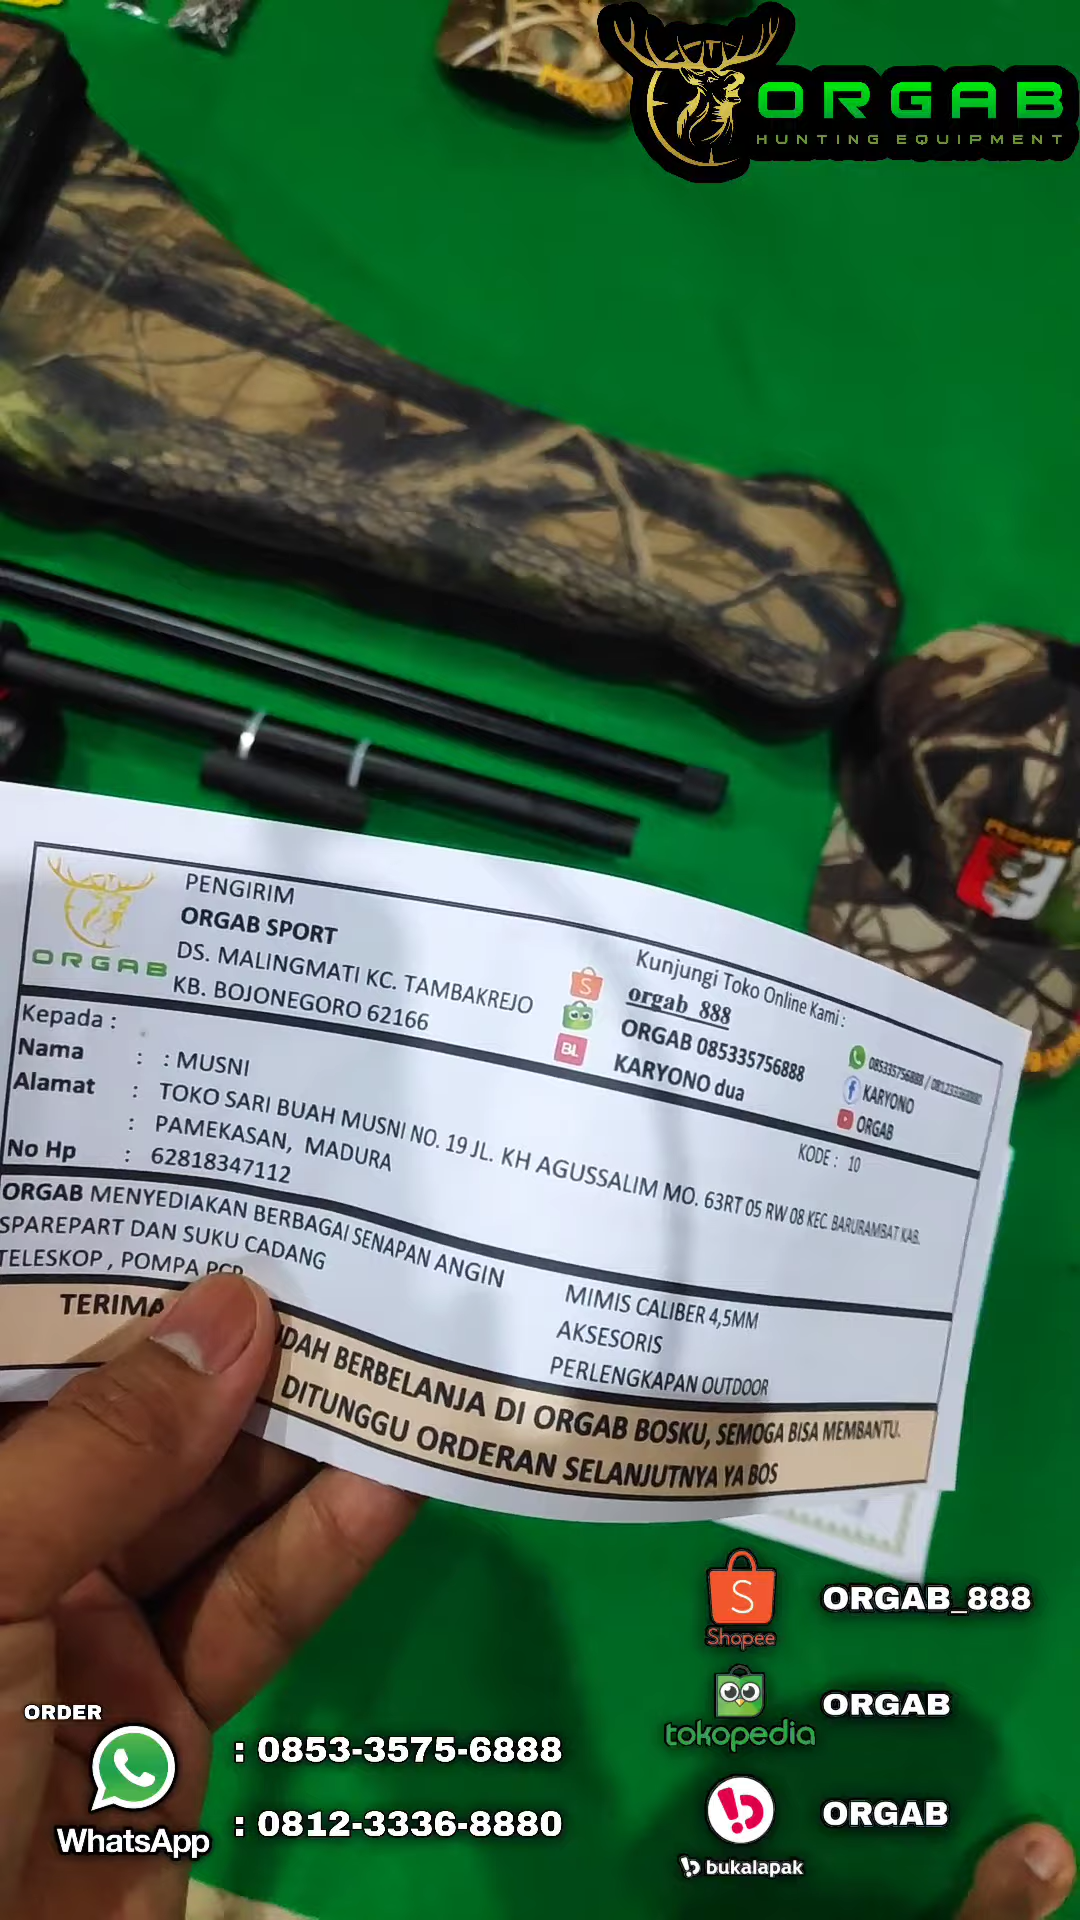 ORGAB
HUNTING EQUIPMENT
PENGIRIM
ORGAB SPORT
DS. MALINGMATI KC. TAMBAKREJO
KB. BOJONEGORO 62166
ORGAB
Kunjungi Toko Online Kami :
orgab_888
ORGAB 085335756888
BL KARYONO dua
085335756888 / 081233368880
KARYONO
ORGAB
Kepada :
Nama : : MUSNI
Alamat : TOKO SARI BUAH MUSNI NO. 19 JL. KH AGUSSALIM MO. 63RT 05 RW 08 KEC. BARURAMBAT KAB.
: PAMEKASAN, MADURA
No Hp : 62818347112
KODE : 10
ORGAB MENYEDIAKAN BERBAGAI SENAPAN ANGIN
SPAREPART DAN SUKU CADANG
TELESKOP , POMPA PCP
MIMIS CALIBER 4,5MM
AKSESORIS
PERLENGKAPAN OUTDOOR
TERIMA DAH BERBELANJA DI ORGAB BOSKU, SEMOGA BISA MEMBANTU.
DITUNGGU ORDERAN SELANJUTNYA YA BOS
S
Shopee
ORGAB_888
tokopedia
ORGAB
bukalapak
ORGAB
ORDER
WhatsApp
: 0853-3575-6888
: 0812-3336-8880